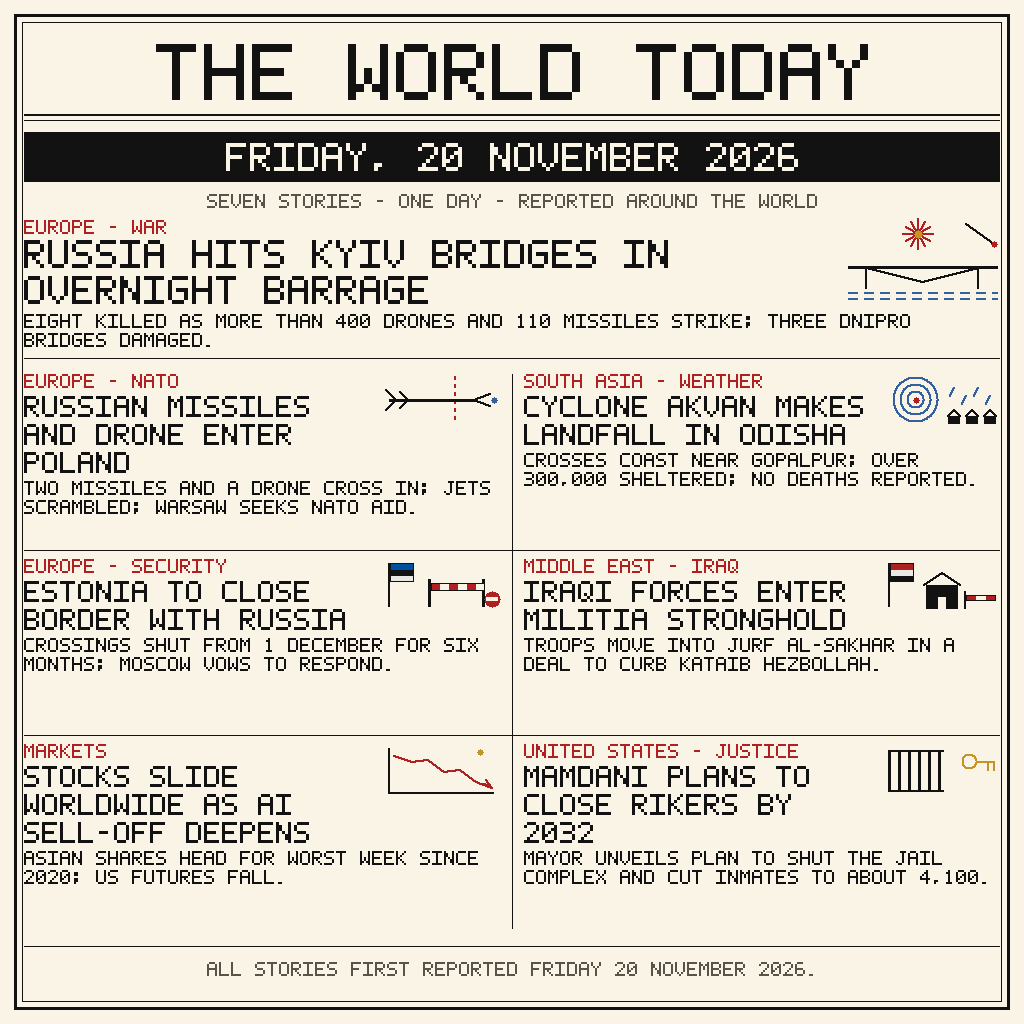 THE WORLD TODAY
FRIDAY, 20 NOVEMBER 2026
SEVEN STORIES - ONE DAY - REPORTED AROUND THE WORLD
EUROPE - WAR
RUSSIA HITS KYIV BRIDGES IN
OVERNIGHT BARRAGE
EIGHT KILLED AS MORE THAN 400 DRONES AND 110 MISSILES STRIKE; THREE DNIPRO
BRIDGES DAMAGED.
EUROPE - NATO
RUSSIAN MISSILES
AND DRONE ENTER
POLAND
TWO MISSILES AND A DRONE CROSS IN; JETS
SCRAMBLED; WARSAW SEEKS NATO AID.
SOUTH ASIA - WEATHER
CYCLONE AKVAN MAKES
LANDFALL IN ODISHA
CROSSES COAST NEAR GOPALPUR; OVER
300,000 SHELTERED; NO DEATHS REPORTED.
EUROPE - SECURITY
ESTONIA TO CLOSE
BORDER WITH RUSSIA
CROSSINGS SHUT FROM 1 DECEMBER FOR SIX
MONTHS; MOSCOW VOWS TO RESPOND.
MIDDLE EAST - IRAQ
IRAQI FORCES ENTER
MILITIA STRONGHOLD
TROOPS MOVE INTO JURF AL-SAKHAR IN A
DEAL TO CURB KATAIB HEZBOLLAH.
MARKETS
STOCKS SLIDE
WORLDWIDE AS AI
SELL-OFF DEEPENS
ASIAN SHARES HEAD FOR WORST WEEK SINCE
2020; US FUTURES FALL.
UNITED STATES - JUSTICE
MAMDANI PLANS TO
CLOSE RIKERS BY
2032
MAYOR UNVEILS PLAN TO SHUT THE JAIL
COMPLEX AND CUT INMATES TO ABOUT 4,100.
ALL STORIES FIRST REPORTED FRIDAY 20 NOVEMBER 2026.